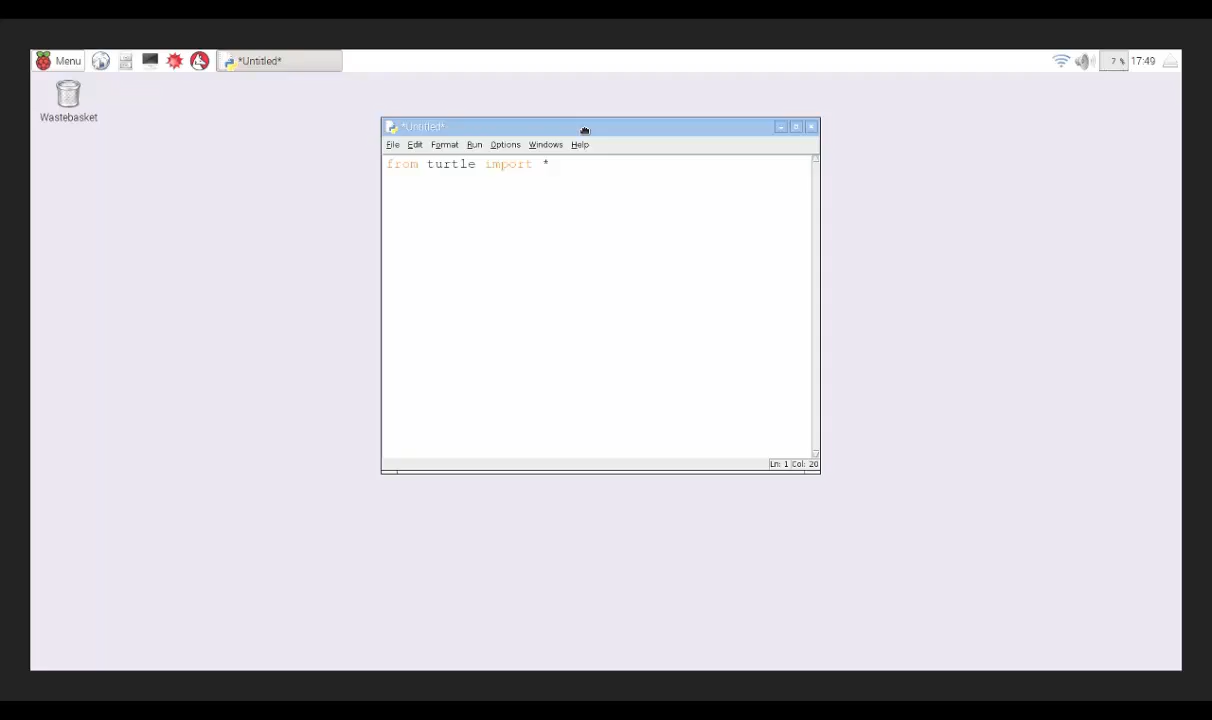 Menu
*Untitled*
7 %
17:49
Wastebasket
*Untitled*
File Edit Format Run Options Windows Help
from turtle import *
Ln: 1 Col: 20